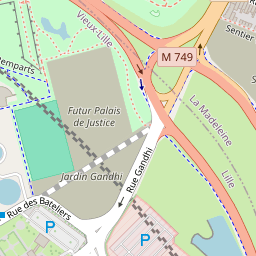 Vieux-Lille
Remparts
Sentier
M 749
La Madeleine
Lille
Futur Palais
de Justice
Rue Gandhi
Jardin Gandhi
Rue des Bateliers
P
P